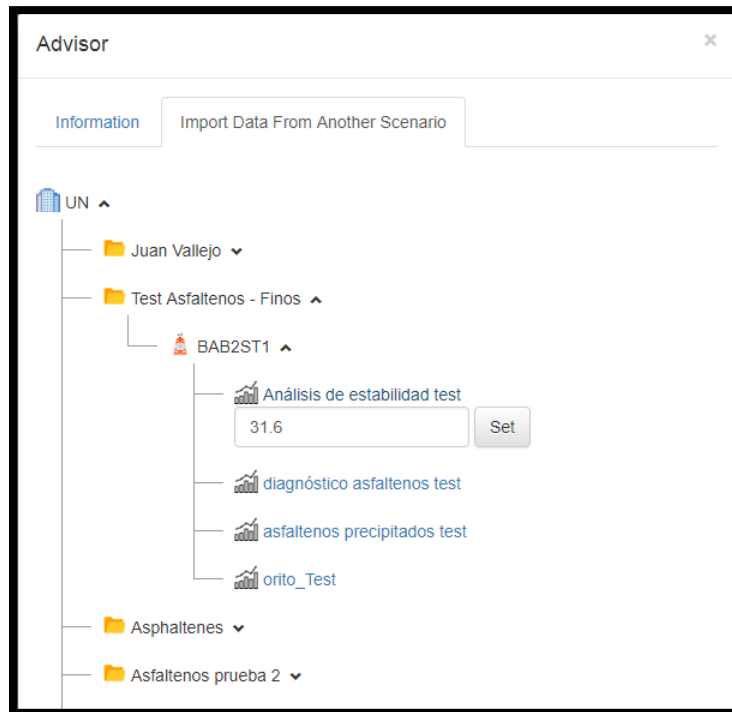 Advisor ×
Information Import Data From Another Scenario
UN
Juan Vallejo
Test Asfaltenos - Finos
BAB2ST1
Análisis de estabilidad test
31.6 Set
diagnóstico asfaltenos test
asfaltenos precipitados test
orito_Test
Asphaltenes
Asfaltenos prueba 2